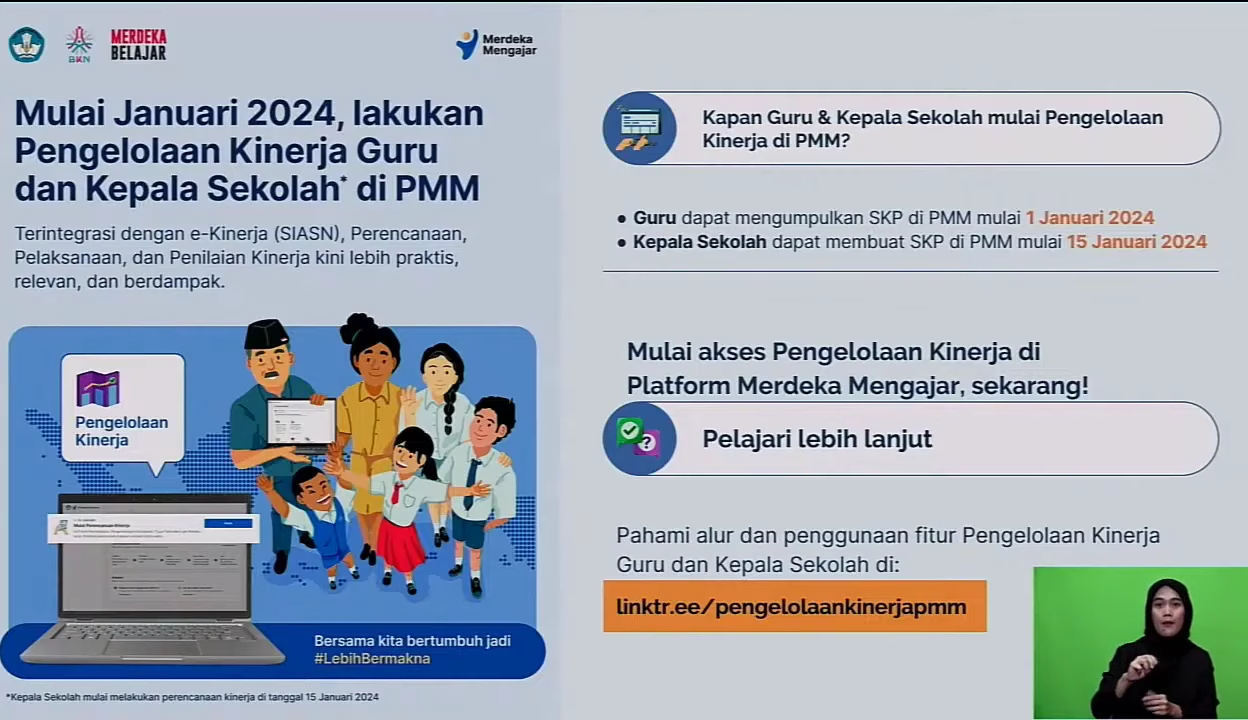 BKN
MERDEKA
BELAJAR
Merdeka
Mengajar
Mulai Januari 2024, lakukan
Pengelolaan Kinerja Guru
dan Kepala Sekolah* di PMM
Terintegrasi dengan e-Kinerja (SIASN), Perencanaan,
Pelaksanaan, dan Penilaian Kinerja kini lebih praktis,
relevan, dan berdampak.
Pengelolaan
Kinerja
Bersama kita bertumbuh jadi
#LebihBermakna
*Kepala Sekolah mulai melakukan perencanaan kinerja di tanggal 15 Januari 2024
Kapan Guru & Kepala Sekolah mulai Pengelolaan
Kinerja di PMM?
• Guru dapat mengumpulkan SKP di PMM mulai 1 Januari 2024
• Kepala Sekolah dapat membuat SKP di PMM mulai 15 Januari 2024
Mulai akses Pengelolaan Kinerja di
Platform Merdeka Mengajar, sekarang!
Pelajari lebih lanjut
Pahami alur dan penggunaan fitur Pengelolaan Kinerja
Guru dan Kepala Sekolah di:
linktr.ee/pengelolaankinerjapmm